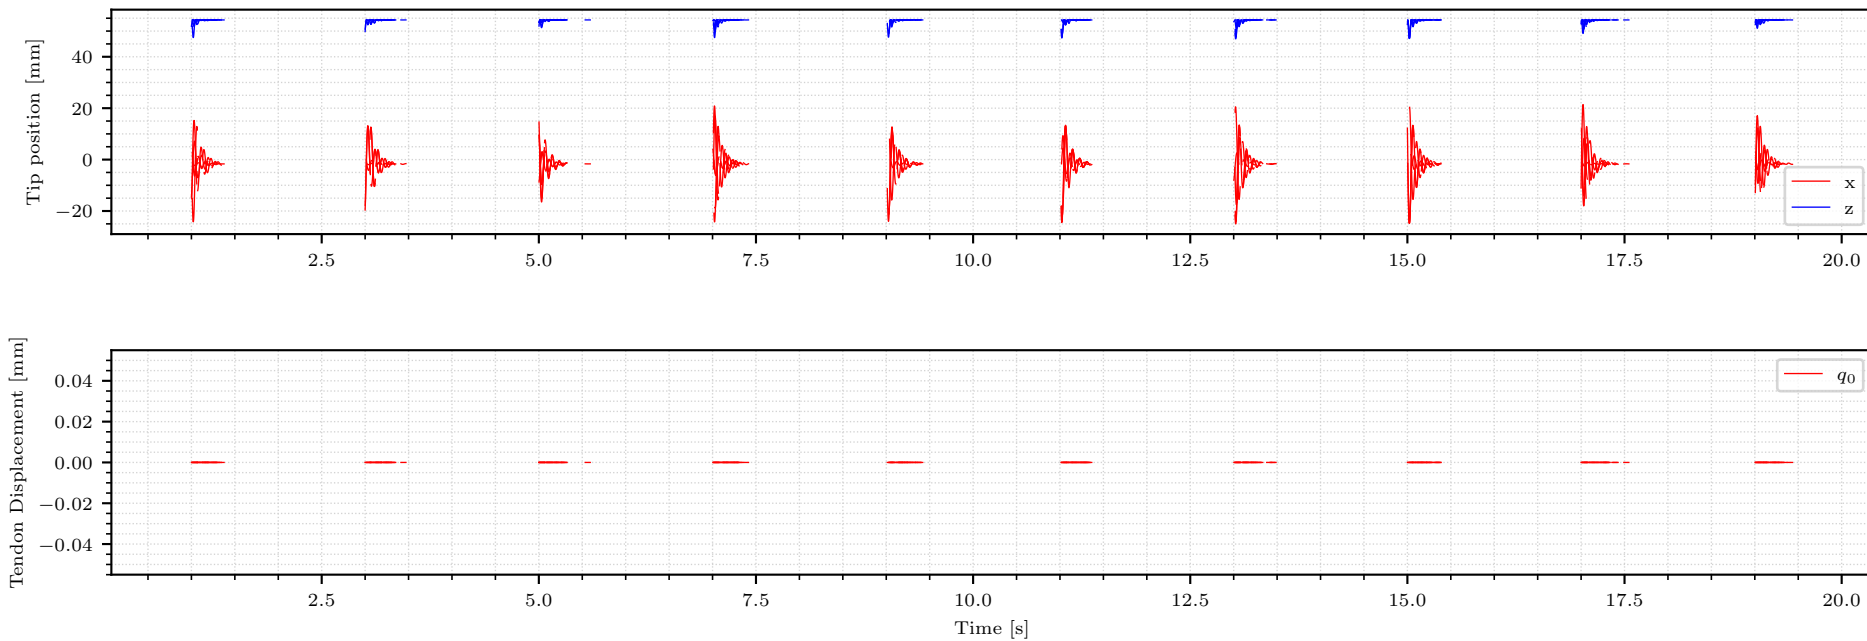 Tip position [mm]
40
20
0
−20
x
z
2.5 5.0 7.5 10.0 12.5 15.0 17.5 20.0
Tendon Displacement [mm]
0.04
0.02
0.00
−0.02
−0.04
q0
2.5 5.0 7.5 10.0 12.5 15.0 17.5 20.0
Time [s]